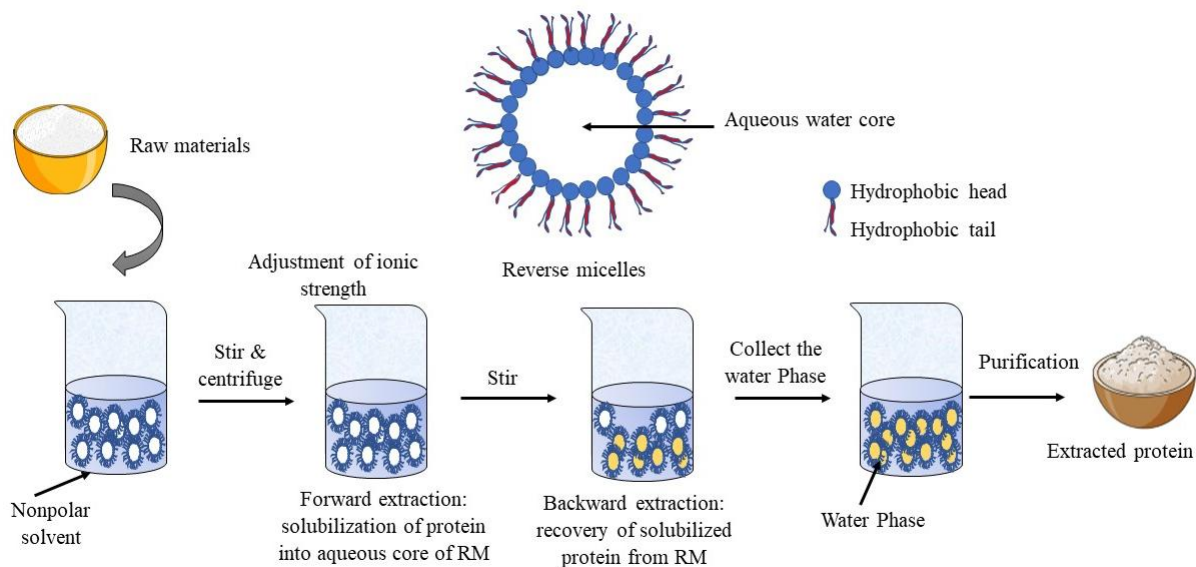 Raw materials
Aqueous water core
Hydrophobic head
Hydrophobic tail
Reverse micelles
Adjustment of ionic
strength
Stir &
centrifuge
Stir
Collect the
water Phase
Purification
Nonpolar
solvent
Forward extraction:
solubilization of protein
into aqueous core of RM
Backward extraction:
recovery of solubilized
protein from RM
Water Phase
Extracted protein